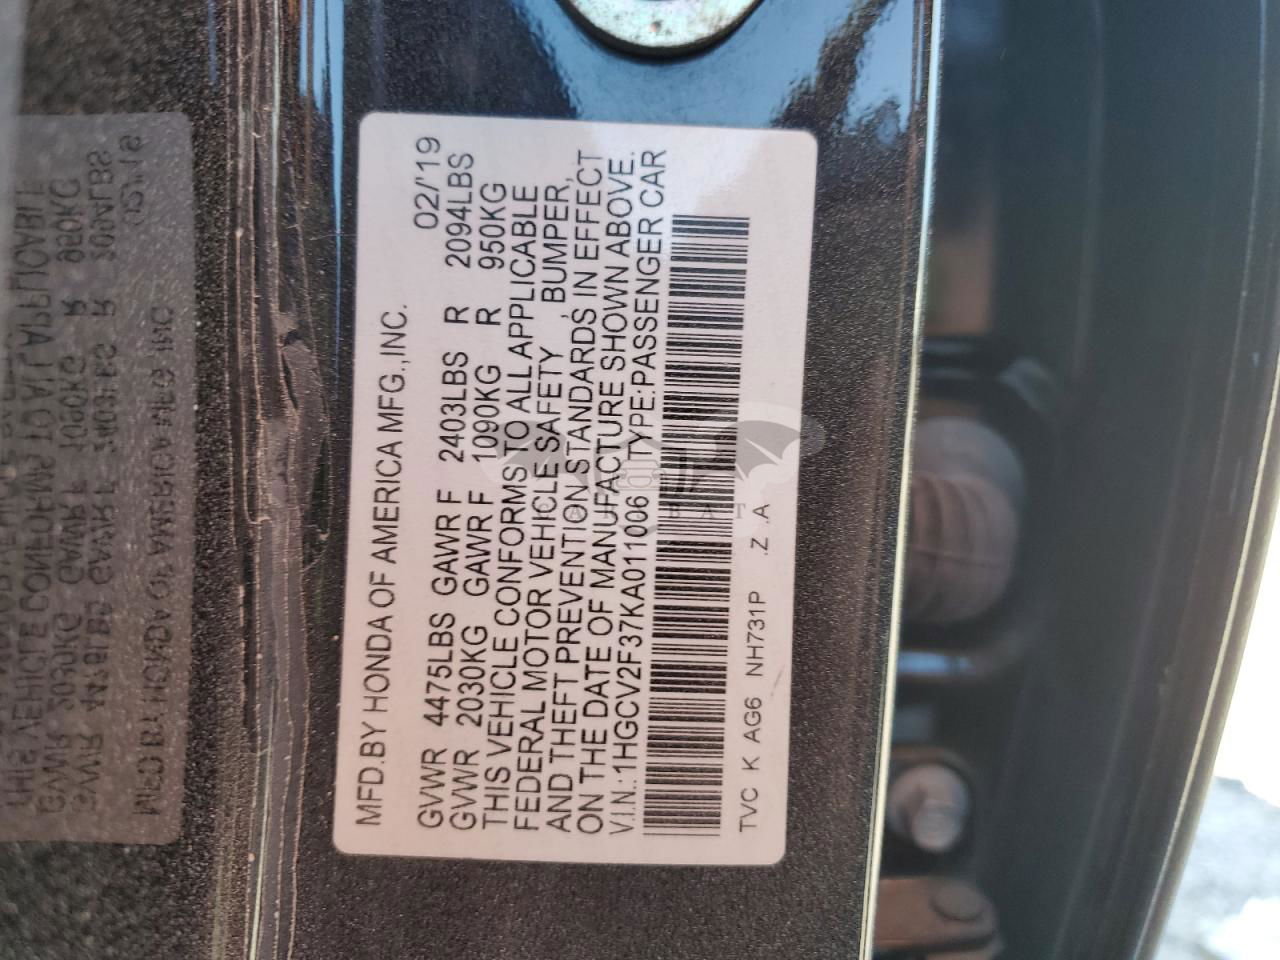 MFD.BY HONDA OF AMERICA MFG.,INC.
02/'19
GVWR 4475LBS GAWR F 2403LBS R 2094LBS
GVWR 2030KG GAWR F 1090KG R 950KG
THIS VEHICLE CONFORMS TO ALL APPLICABLE
FEDERAL MOTOR VEHICLE SAFETY , BUMPER,
AND THEFT PREVENTION STANDARDS IN EFFECT
ON THE DATE OF MANUFACTURE SHOWN ABOVE.
V.I.N.:1HGCV2F37KA011006 TYPE:PASSENGER CAR
TVC K AG6 NH731P .Z .A